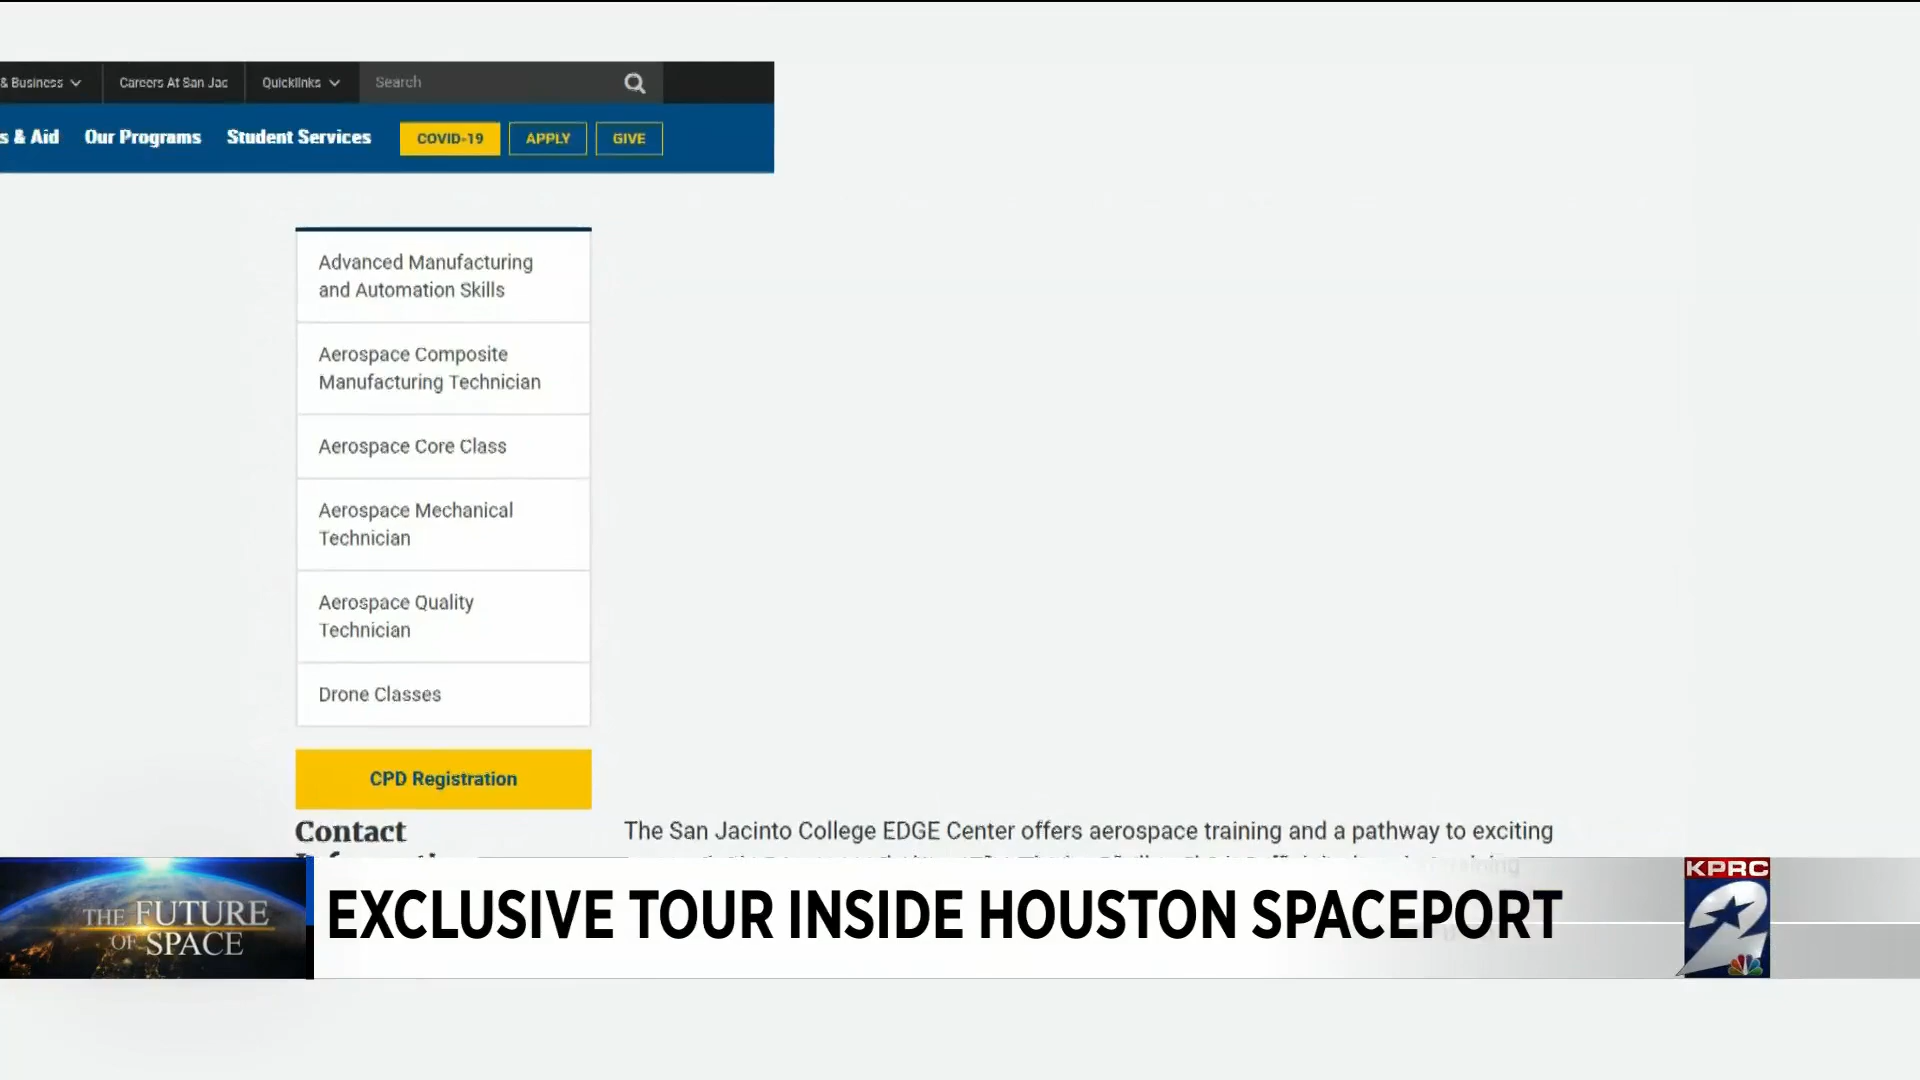 & Business
Careers At San Jac
Quicklinks
Search
s & Aid
Our Programs
Student Services
COVID-19
APPLY
GIVE
Advanced Manufacturing
and Automation Skills
Aerospace Composite
Manufacturing Technician
Aerospace Core Class
Aerospace Mechanical
Technician
Aerospace Quality
Technician
Drone Classes
CPD Registration
Contact
The San Jacinto College EDGE Center offers aerospace training and a pathway to exciting
THE FUTURE
OF SPACE
EXCLUSIVE TOUR INSIDE HOUSTON SPACEPORT
KPRC
2